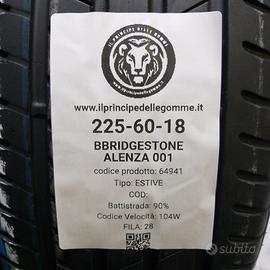 IL PRINCIPE DELLE GOMME
www.ilprincipedellegomme.it
225-60-18
BBRIDGESTONE
ALENZA 001
codice prodotto: 64941
Tipo: ESTIVE
COD:
Battistrada: 90%
Codice Velocità: 104W
FILA: 28
subito